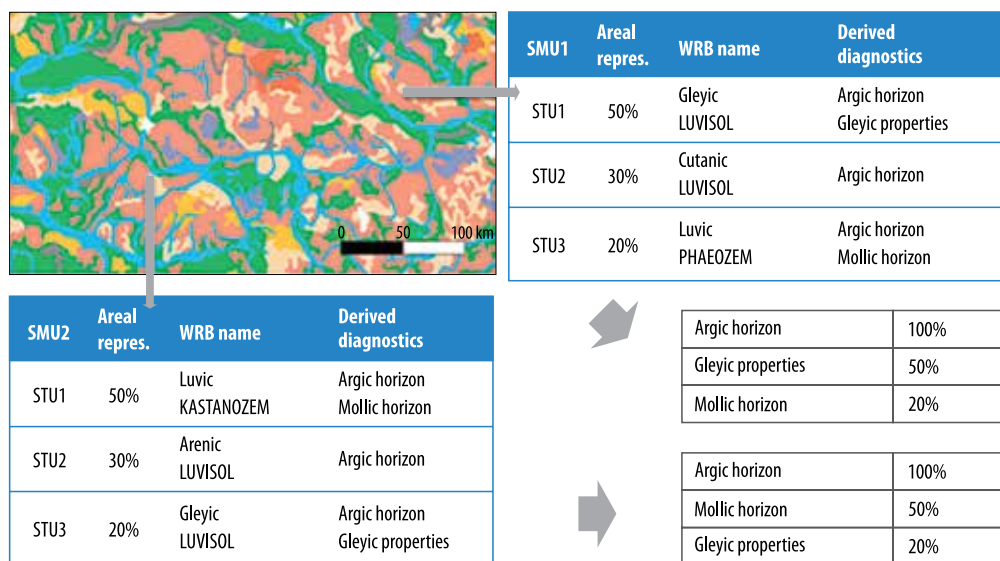 SMU1 Areal repres. WRB name Derived diagnostics
STU1 50% Gleyic LUVISOL Argic horizon Gleyic properties
STU2 30% Cutanic LUVISOL Argic horizon
STU3 20% Luvic PHAEOZEM Argic horizon Mollic horizon
0 50 100 km
SMU2 Areal repres. WRB name Derived diagnostics
STU1 50% Luvic KASTANOZEM Argic horizon Mollic horizon
STU2 30% Arenic LUVISOL Argic horizon
STU3 20% Gleyic LUVISOL Argic horizon Gleyic properties
Argic horizon 100%
Gleyic properties 50%
Mollic horizon 20%
Argic horizon 100%
Mollic horizon 50%
Gleyic properties 20%